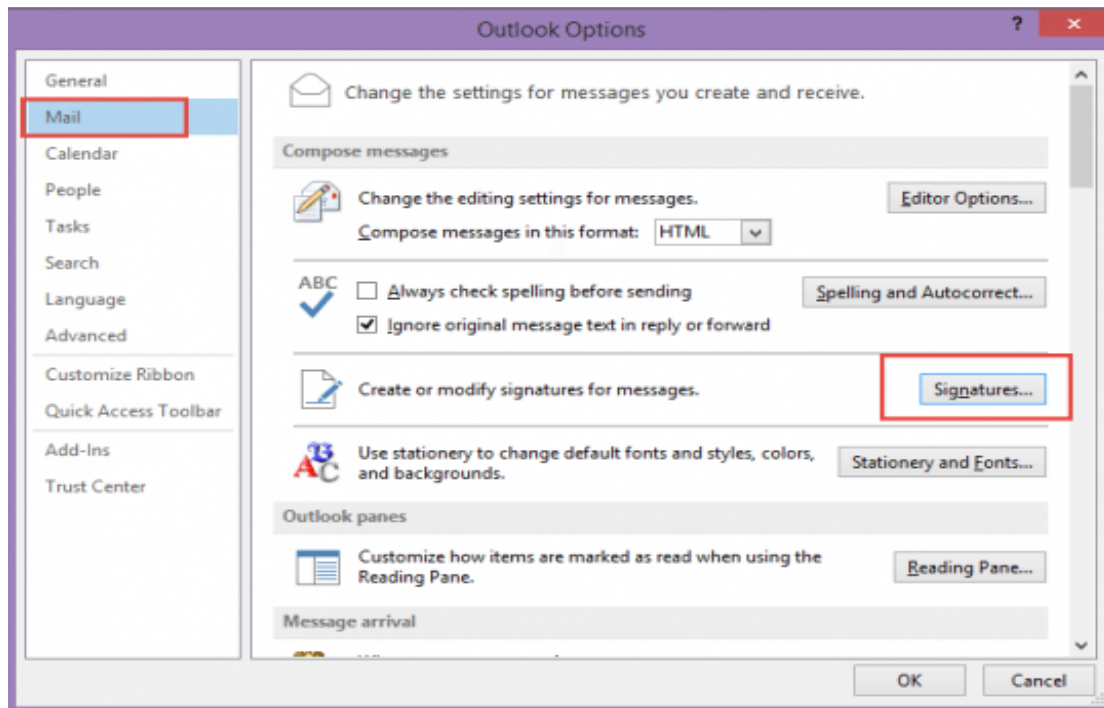 Outlook Options
?
General
Mail
Calendar
People
Tasks
Search
Language
Advanced
Customize Ribbon
Quick Access Toolbar
Add-Ins
Trust Center
Change the settings for messages you create and receive.
Compose messages
Change the editing settings for messages.
Editor Options...
Compose messages in this format: HTML
ABC
Always check spelling before sending
Spelling and Autocorrect...
Ignore original message text in reply or forward
Create or modify signatures for messages.
Signatures...
Use stationery to change default fonts and styles, colors,
and backgrounds.
Stationery and Fonts...
Outlook panes
Customize how items are marked as read when using the
Reading Pane.
Reading Pane...
Message arrival
OK
Cancel